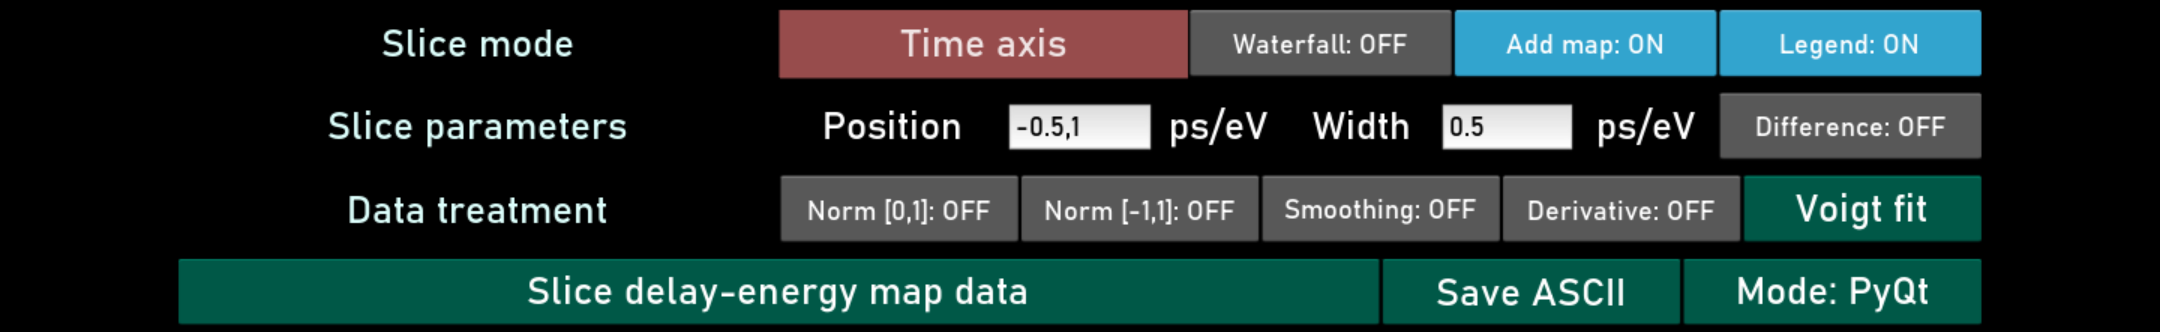 Slice mode Time axis Waterfall: OFF Add map: ON Legend: ON
Slice parameters Position -0.5,1 ps/eV Width 0.5 ps/eV Difference: OFF
Data treatment Norm [0,1]: OFF Norm [-1,1]: OFF Smoothing: OFF Derivative: OFF Voigt fit
Slice delay-energy map data Save ASCII Mode: PyQt